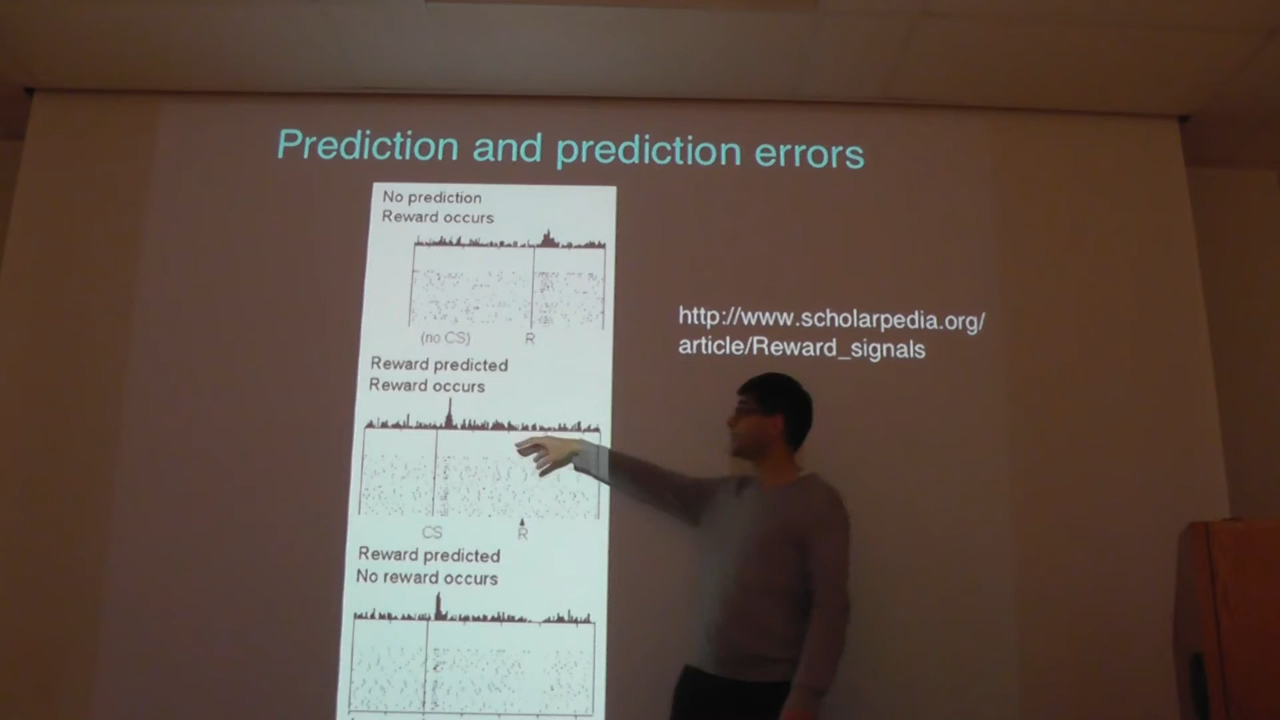 Prediction and prediction errors
No prediction
Reward occurs
(no CS) R
http://www.scholarpedia.org/
article/Reward_signals
Reward predicted
Reward occurs
CS R
Reward predicted
No reward occurs